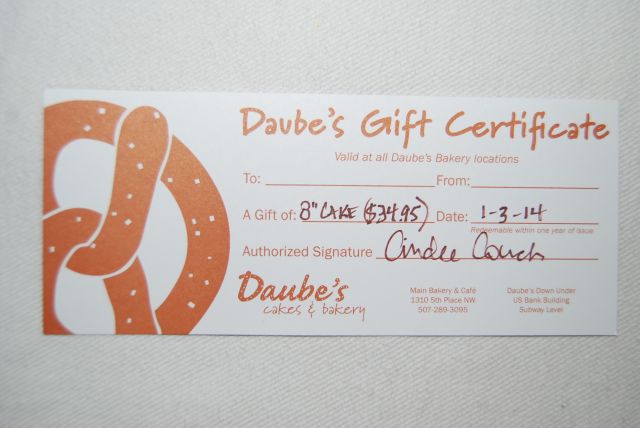 Daube's Gift Certificate
Valid at all Daube's Bakery locations
To: From:
A Gift of: 8" CAKE ($34.95) Date: 1-3-14
Redeemable within one year of issue
Authorized Signature Cindee Couch
Daube's
cakes & bakery
Main Bakery & Café
1310 5th Place NW
507-289-3095
Daube's Down Under
US Bank Building
Subway Level